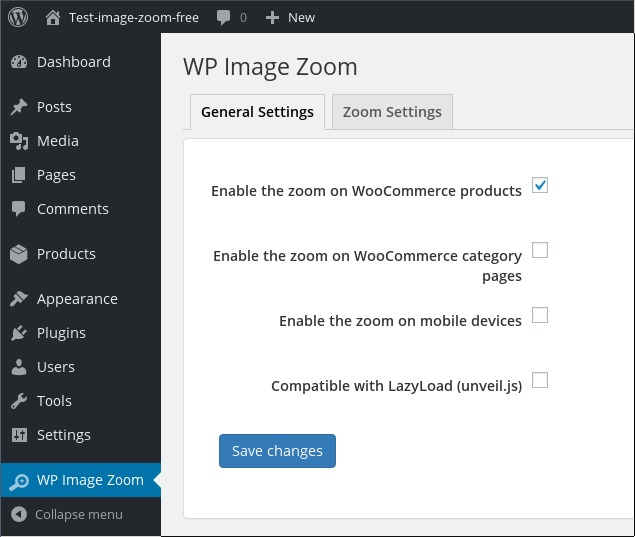 Test-image-zoom-free 0 New
Dashboard
Posts
Media
Pages
Comments
Products
Appearance
Plugins
Users
Tools
Settings
WP Image Zoom
Collapse menu
WP Image Zoom
General Settings Zoom Settings
Enable the zoom on WooCommerce products
Enable the zoom on WooCommerce category
pages
Enable the zoom on mobile devices
Compatible with LazyLoad (unveil.js)
Save changes